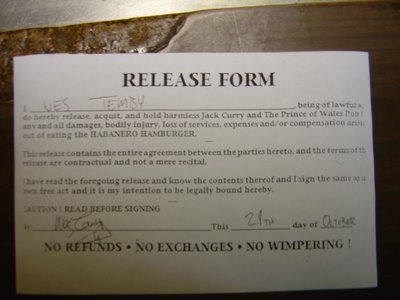 RELEASE FORM
I, WES TEMBY, being of lawful a
do hereby release, acquit, and hold harmless Jack Curry and The Prince of Wales Pub f
any and all damages, bodily injury, loss of services, expenses and/or compensation arisi
out of eating the HABANERO HAMBURGER.
This release contains the entire agreement between the parties hereto, and the terms of th
release are contractual and not a mere recital.
I have read the foregoing release and know the contents thereof and I sign the same at m
own free act and it is my intention to be legally bound hereby.
CAUTION ! READ BEFORE SIGNING
By: This 29TH day of OCTOBER
NO REFUNDS • NO EXCHANGES • NO WIMPERING !